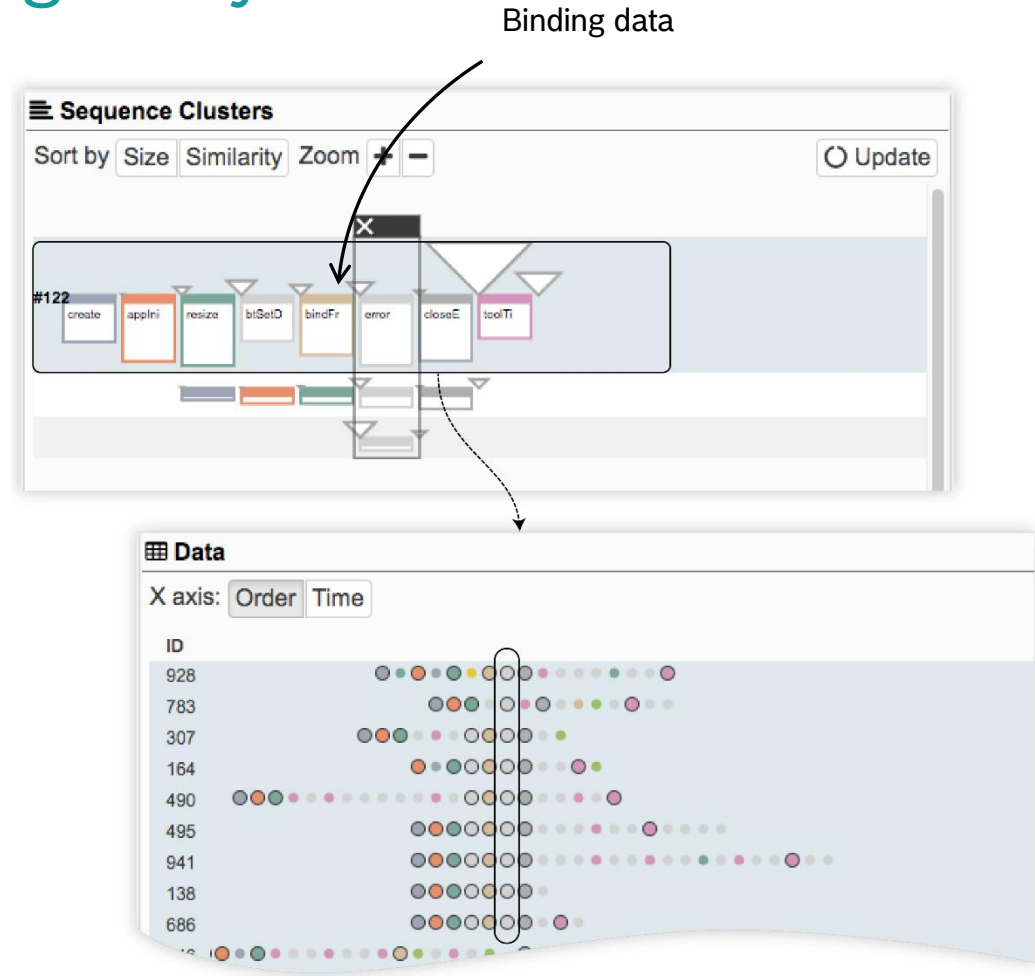 Binding data
Sequence Clusters
Sort by Size Similarity Zoom + − Update
X
#122
create appIni resize btSetD bindFr error closeE toolTi
Data
X axis: Order Time
ID
928
783
307
164
490
495
941
138
686